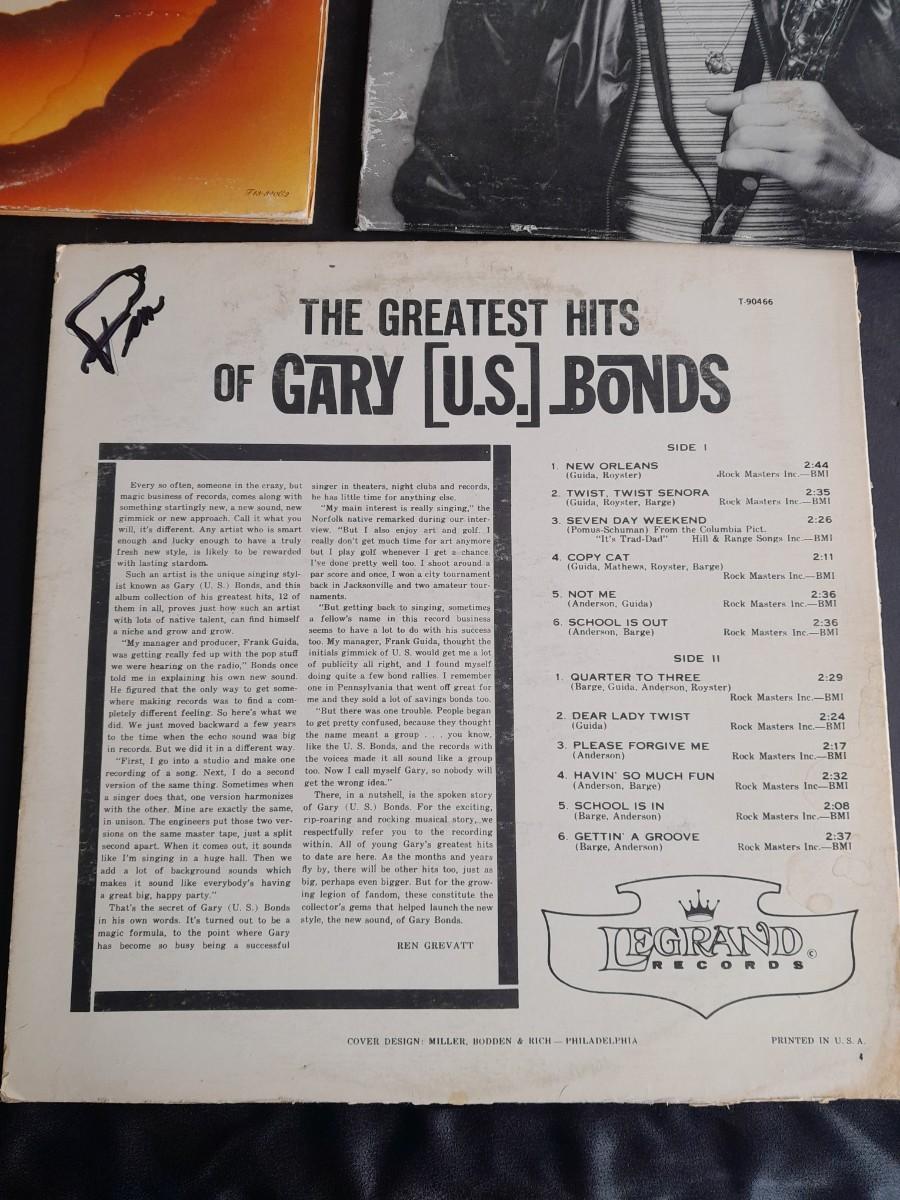 THE GREATEST HITS
OF GARY [U.S.] BONDS
T-90466
Every so often, someone in the crazy, but
magic business of records, comes along with
something startlingly new, a new sound, new
gimmick or new approach. Call it what you
will, it's different. Any artist who is smart
enough and lucky enough to have a truly
fresh new style, is likely to be rewarded
with lasting stardom.
Such an artist is the unique singing styl-
ist known as Gary (U. S.) Bonds, and this
album collection of his greatest hits, 12 of
them in all, proves just how such an artist
with lots of native talent, can find himself
a niche and grow and grow.
"My manager and producer, Frank Guida,
was getting really fed up with the pop stuff
we were hearing on the radio," Bonds once
told me in explaining his own new sound.
He figured that the only way to get some-
where making records was to find a com-
pletely different feeling. So here's what we
did. We just moved backward a few years
to the time when the echo sound was big
in records. But we did it in a different way.
"First, I go into a studio and make one
recording of a song. Next, I do a second
version of the same thing. Sometimes when
a singer does that, one version harmonizes
with the other. Mine are exactly the same,
in unison. The engineers put those two ver-
sions on the same master tape, just a split
second apart. When it comes out, it sounds
like I'm singing in a huge hall. Then we
add a lot of background sounds which
makes it sound like everybody's having
a great big, happy party."
That's the secret of Gary (U. S.) Bonds
in his own words. It's turned out to be a
magic formula, to the point where Gary
has become so busy being a successful
singer in theaters, night clubs and records,
he has little time for anything else.
"My main interest is really singing," the
Norfolk native remarked during our inter-
view. "But I also enjoy art and golf. I
really don't get much time for art anymore
but I play golf whenever I get a chance.
I've done pretty well too. I shoot around a
par score and once, I won a city tournament
back in Jacksonville and two amateur tour-
naments.
"But getting back to singing, sometimes
a fellow's name in this record business
seems to have a lot to do with his success
too. My manager, Frank Guida, thought the
initials gimmick of U. S. would get me a lot
of publicity all right, and I found myself
doing quite a few bond rallies. I remember
one in Pennsylvania that went off great for
me and they sold a lot of savings bonds too.
"But there was one trouble. People began
to get pretty confused, because they thought
the name meant a group . . . you know,
like the U. S. Bonds, and the records with
the voices made it all sound like a group
too. Now I call myself Gary, so nobody will
get the wrong idea."
There, in a nutshell, is the spoken story
of Gary (U. S.) Bonds. For the exciting,
rip-roaring and rocking musical story, we
respectfully refer you to the recording
within. All of young Gary's greatest hits
to date are here. As the months and years
fly by, there will be other hits too, just as
big, perhaps even bigger. But for the grow-
ing legion of fandom, these constitute the
collector's gems that helped launch the new
style, the new sound, of Gary Bonds.
REN GREVATT
SIDE I
1. NEW ORLEANS 2:44
(Guida, Royster) Rock Masters Inc.—BMI
2. TWIST, TWIST SENORA 2:35
(Guida, Royster, Barge) Rock Masters Inc.—BMI
3. SEVEN DAY WEEKEND 2:26
(Pomus-Schuman) From the Columbia Pict.
"It's Trad-Dad" Hill & Range Songs Inc.—BMI
4. COPY CAT 2:11
(Guida, Mathews, Royster, Barge)
Rock Masters Inc.—BMI
5. NOT ME 2:36
(Anderson, Guida) Rock Masters Inc.—BMI
6. SCHOOL IS OUT 2:36
(Anderson, Barge) Rock Masters Inc.—BMI
SIDE II
1. QUARTER TO THREE 2:29
(Barge, Guida, Anderson, Royster)
Rock Masters Inc.—BMI
2. DEAR LADY TWIST 2:24
(Guida) Rock Masters Inc.—BMI
3. PLEASE FORGIVE ME 2:17
(Anderson) Rock Masters Inc.—BMI
4. HAVIN' SO MUCH FUN 2:32
(Anderson, Barge) Rock Masters Inc.—BMI
5. SCHOOL IS IN 2:08
(Barge, Anderson) Rock Masters Inc.—BMI
6. GETTIN' A GROOVE 2:37
(Barge, Anderson) Rock Masters Inc.—BMI
LEGRAND ©
RECORDS
COVER DESIGN: MILLER, BODDEN & RICH — PHILADELPHIA
PRINTED IN U. S. A.
4